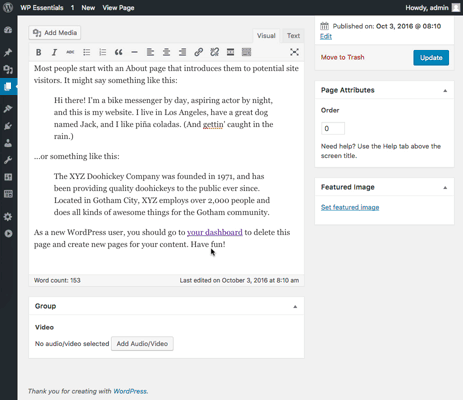 WP Essentials 1 New View Page Howdy, admin
Add Media
Visual Text
B I ABC
Most people start with an About page that introduces them to potential site
visitors. It might say something like this:
Hi there! I'm a bike messenger by day, aspiring actor by night,
and this is my website. I live in Los Angeles, have a great dog
named Jack, and I like piña coladas. (And gettin' caught in the
rain.)
...or something like this:
The XYZ Doohickey Company was founded in 1971, and has
been providing quality doohickeys to the public ever since.
Located in Gotham City, XYZ employs over 2,000 people and
does all kinds of awesome things for the Gotham community.
As a new WordPress user, you should go to your dashboard to delete this
page and create new pages for your content. Have fun!
Word count: 153 Last edited on October 3, 2016 at 8:10 am
Group
Video
No audio/video selected Add Audio/Video
Thank you for creating with WordPress.
Published on: Oct 3, 2016 @ 08:10
Edit
Move to Trash Update
Page Attributes
Order
0
Need help? Use the Help tab above the
screen title.
Featured Image
Set featured image